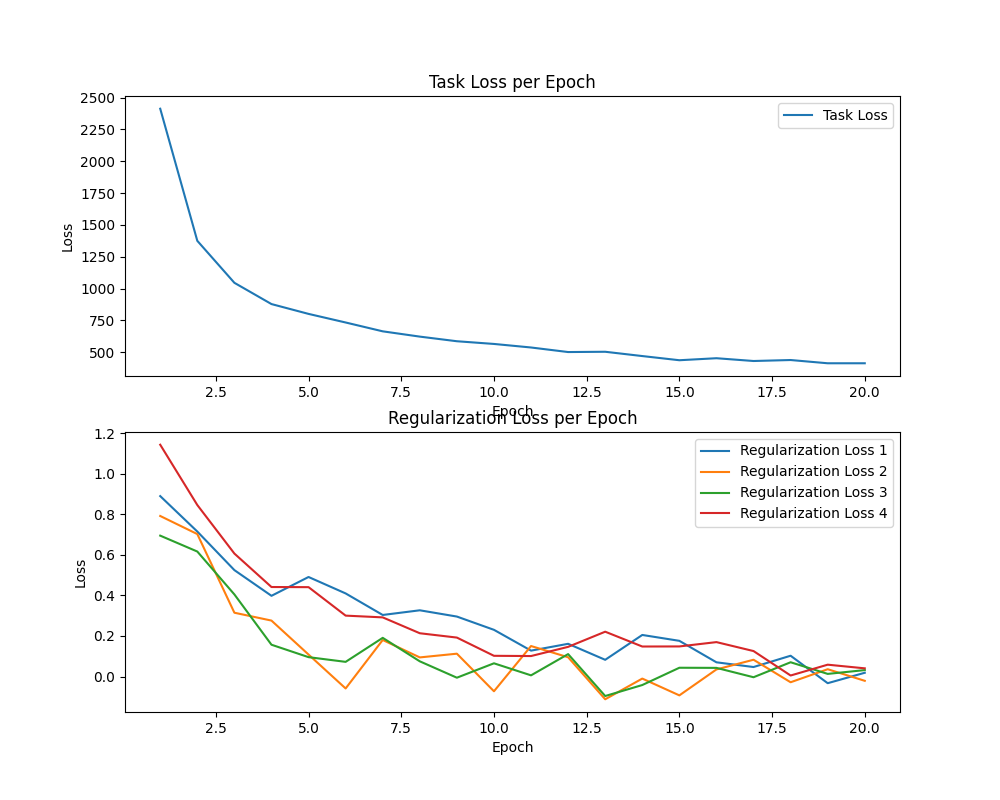 Task Loss per Epoch
Task Loss
Loss
2500
2250
2000
1750
1500
1250
1000
750
500
2.5 5.0 7.5 10.0 12.5 15.0 17.5 20.0
Epoch
Regularization Loss per Epoch
Regularization Loss 1
Regularization Loss 2
Regularization Loss 3
Regularization Loss 4
Loss
1.2
1.0
0.8
0.6
0.4
0.2
0.0
2.5 5.0 7.5 10.0 12.5 15.0 17.5 20.0
Epoch